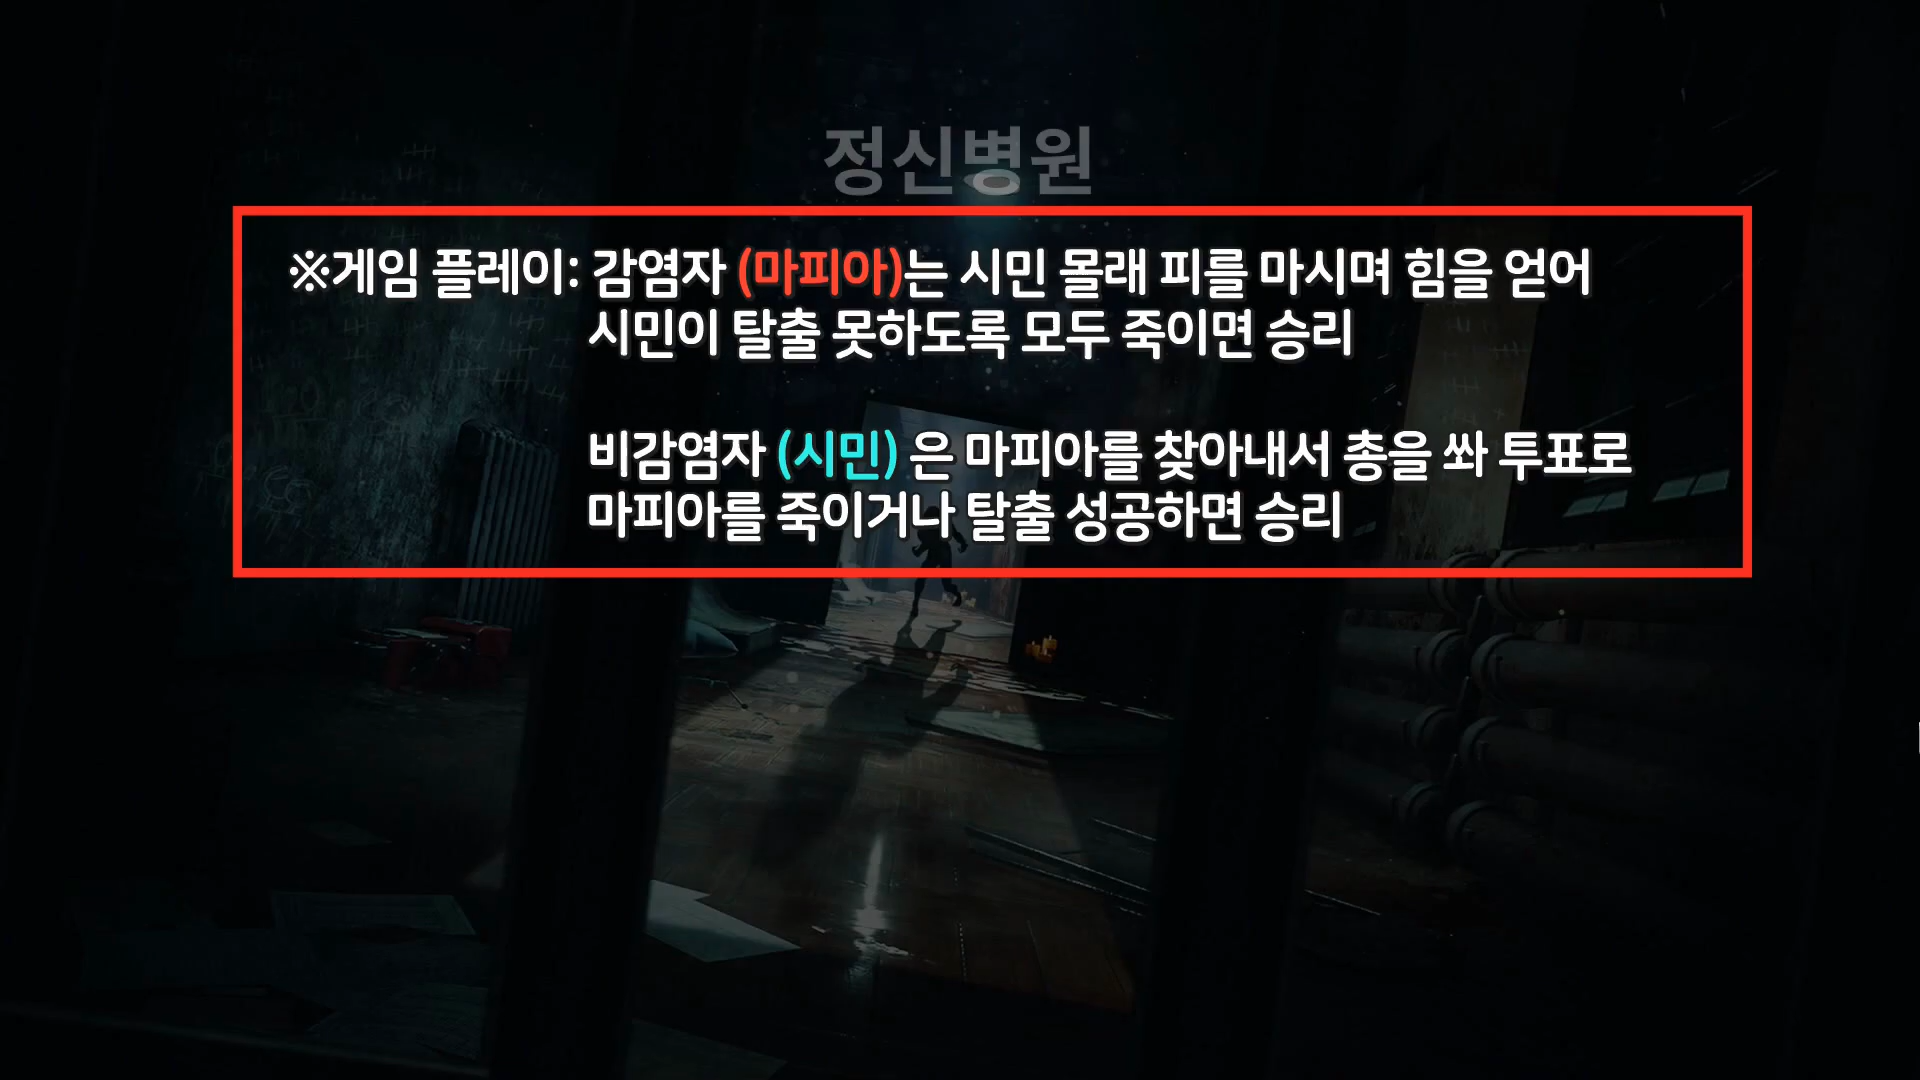 정신병원
※게임 플레이: 감염자 (마피아)는 시민 몰래 피를 마시며 힘을 얻어
시민이 탈출 못하도록 모두 죽이면 승리
비감염자 (시민) 은 마피아를 찾아내서 총을 쏴 투표로
마피아를 죽이거나 탈출 성공하면 승리